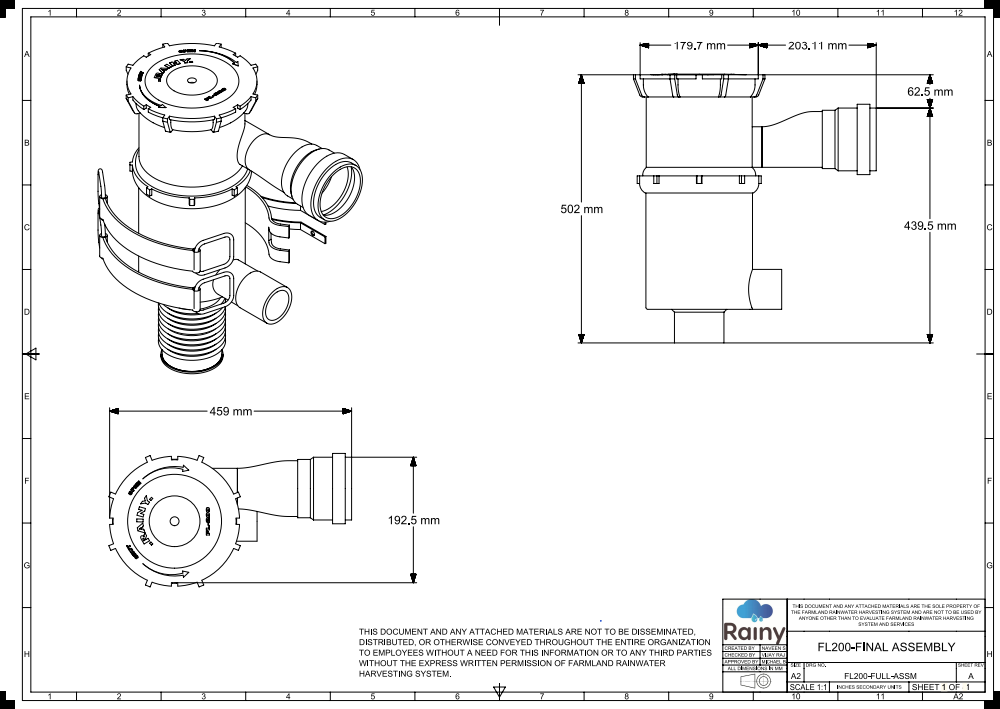 1 2 3 4 5 6 7 8 9 10 11 12
A
B
C
D
E
F
G
H
A
B
C
D
E
F
G
H
OPEN
.RAINY.
FL-200
179.7 mm
203.11 mm
62.5 mm
502 mm
439.5 mm
459 mm
OPEN
.RAINY.
FL-200
192.5 mm
THIS DOCUMENT AND ANY ATTACHED MATERIALS ARE NOT TO BE DISSEMINATED,
DISTRIBUTED, OR OTHERWISE CONVEYED THROUGHOUT THE ENTIRE ORGANIZATION
TO EMPLOYEES WITHOUT A NEED FOR THIS INFORMATION OR TO ANY THIRD PARTIES
WITHOUT THE EXPRESS WRITTEN PERMISSION OF FARMLAND RAINWATER
HARVESTING SYSTEM.
Rainy
THIS DOCUMENT AND ANY ATTACHED MATERIALS ARE THE SOLE PROPERTY OF
THE FARMLAND RAINWATER HARVESTING SYSTEM AND ARE NOT TO BE USED BY
ANYONE OTHER THAN TO EVALUATE FARMLAND RAINWATER HARVESTING
SYSTEM AND SERVICES
CREATED BY NAVEEN S
CHECKED BY VIJAY RAJ
APPROVED BY MICHAEL
ALL DIMENSIONS IN MM
FL200-FINAL ASSEMBLY
SIZE DRG NO. SHEET REV
A2 FL200-FULL-ASSM A
SCALE 1:1 INCHES SECONDARY UNITS SHEET 1 OF 1
1 2 3 4 5 6 7 8 9 10 11 A2